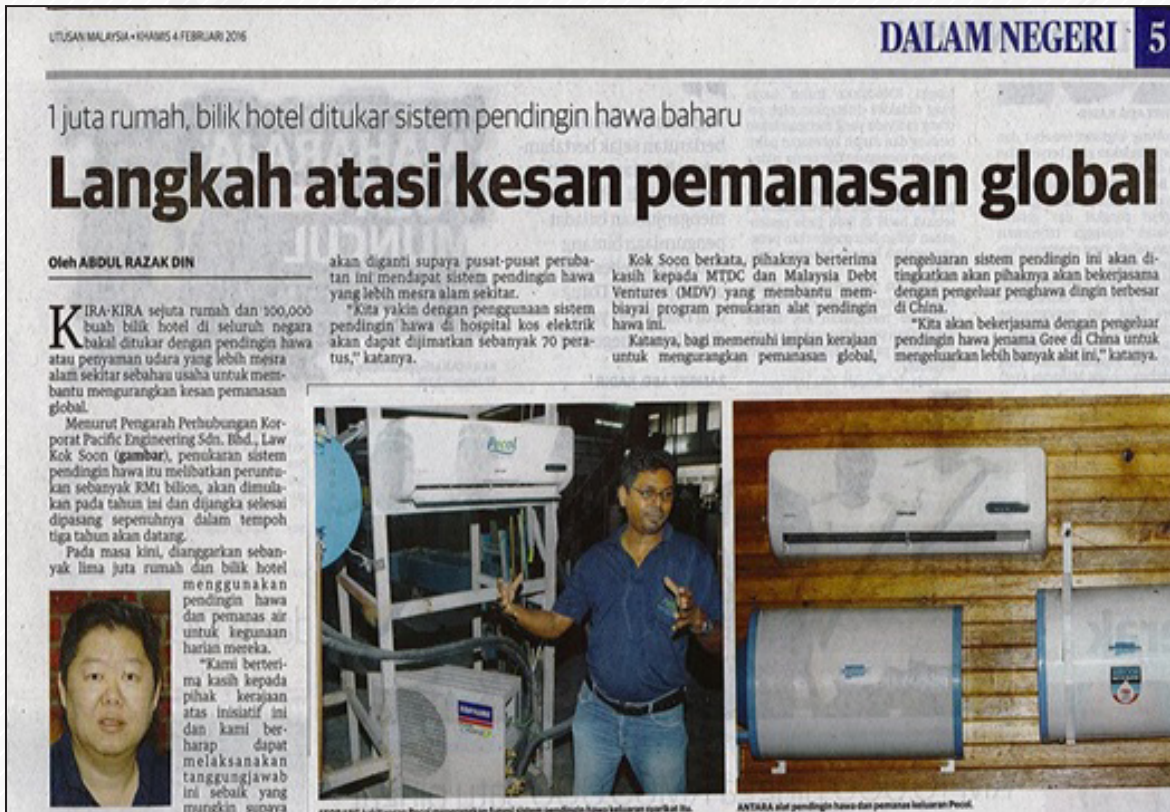 UTUSAN MALAYSIA • KHAMIS 4 FEBRUARI 2016
DALAM NEGERI 5
1 juta rumah, bilik hotel ditukar sistem pendingin hawa baharu
Langkah atasi kesan pemanasan global
Oleh ABDUL RAZAK DIN
KIRA-KIRA sejuta rumah dan 100,000
buah bilik hotel di seluruh negara
bakal ditukar dengan pendingin hawa
atau penyaman udara yang lebih mesra
alam sekitar sebahau usaha untuk mem-
bantu mengurangkan kesan pemanasan
global.
Menurut Pengarah Perhubungan Kor-
porat Pacific Engineering Sdn. Bhd., Law
Kok Soon (gambar), penukaran sistem
pendingin hawa itu melibatkan peruntu-
kan sebanyak RM1 bilion, akan dimula-
kan pada tahun ini dan dijangka selesai
dipasang sepenuhnya dalam tempoh
tiga tahun akan datang.
Pada masa kini, dianggarkan seban-
yak lima juta rumah dan bilik hotel
menggunakan
pendingin hawa
dan pemanas air
untuk kegunaan
harian mereka.
"Kami berteri-
ma kasih kepada
pihak kerajaan
atas inisiatif ini
dan kami ber-
harap dapat
melaksanakan
tanggungjawab
ini sebaik yang
mungkin supaya
akan diganti supaya pusat-pusat peruba-
tan ini mendapat sistem pendingin hawa
yang lebih mesra alam sekitar.
"Kita yakin dengan penggunaan sistem
pendingin hawa di hospital kos elektrik
akan dapat dijimatkan sebanyak 70 pera-
tus," katanya.
Kok Soon berkata, pihaknya berterima
kasih kepada MTDC dan Malaysia Debt
Ventures (MDV) yang membantu mem-
biayai program penukaran alat pendingin
hawa ini.
Katanya, bagi memenuhi impian kerajaan
untuk mengurangkan pemanasan global,
pengeluaran sistem pendingin ini akan di-
tingkatkan akan pihaknya akan bekerjasama
dengan pengeluar penghawa dingin terbesar
di China.
"Kita akan bekerjasama dengan pengeluar
pendingin hawa jenama Gree di China untuk
mengeluarkan lebih banyak alat ini," katanya.
Pecol
ANTARA alat pendingin hawa dan pemanas keluaran Pecol.